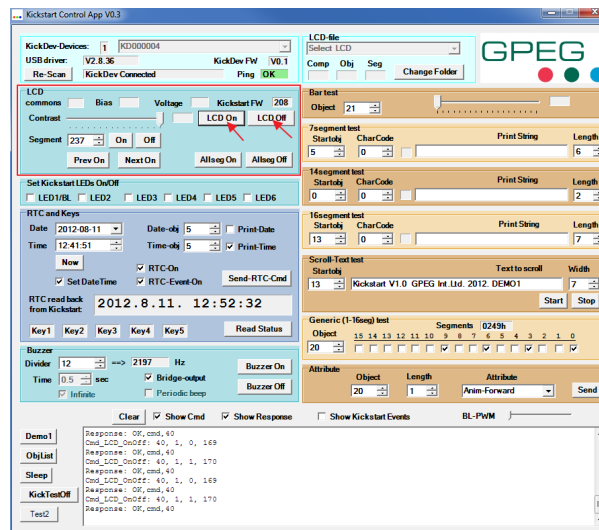 Kickstart Control App V0.3
KickDev-Devices: 1 KD000004
USB driver: V2.8.36 KickDev FW V0.1
Re-Scan KickDev Connected Ping OK
LCD-file
Select LCD
Comp Obj Seg
Change Folder
GPEG
LCD
commons Bias Voltage Kickstart FW 208
Contrast LCD On LCD Off
Segment 237 On Off
Prev On Next On Allseg On Allseg Off
Set Kickstart LEDs On/Off
LED1/BL LED2 LED3 LED4 LED5 LED6
RTC and Keys
Date 2012-08-11 Date-obj 5 Print-Date
Time 12:41:51 Time-obj 5 Print-Time
Now RTC-On
Set DateTime RTC-Event-On Send-RTC-Cmd
RTC read back
from Kickstart: 2012.8.11. 12:52:32
Key1 Key2 Key3 Key4 Key5 Read Status
Buzzer
Divider 12 ==> 2197 Hz Buzzer On
Time 0.5 sec Bridge-output Buzzer Off
Infinite Periodic beep
Bar test
Object 21
7segment test
Startobj CharCode Print String Length
5 0 6
14segment test
Startobj CharCode Print String Length
0 0 2
16segment test
Startobj CharCode Print String Length
13 0 7
Scroll-Text test
Startobj Text to scroll Width
13 Kickstart V1.0 GPEG Int.Ltd. 2012. DEMO1 7
Start Stop
Generic (1-16seg) test
Object Segments 0249h
15 14 13 12 11 10 9 8 7 6 5 4 3 2 1 0
20
Attribute
Object Length Attribute
20 1 Anim-Forward Send
Clear Show Cmd Show Response Show Kickstart Events BL-PWM
Demo1
ObjList
Sleep
KickTestOff
Test2
Response: OK,cmd,40
Cmd_LCD_OnOff: 40, 1, 0, 169
Response: OK,cmd,40
Cmd_LCD_OnOff: 40, 1, 1, 170
Response: OK,cmd,40
Cmd_LCD_OnOff: 40, 1, 0, 169
Response: OK,cmd,40
Cmd_LCD_OnOff: 40, 1, 1, 170
Response: OK,cmd,40